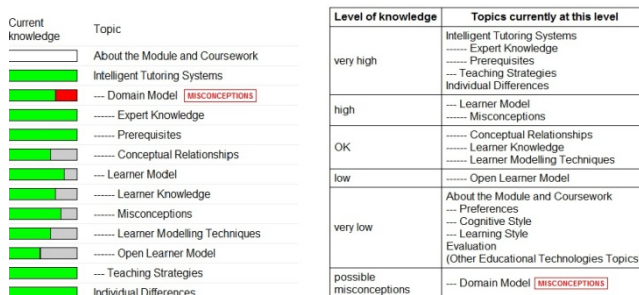 Current
knowledge
Topic
About the Module and Coursework
Intelligent Tutoring Systems
--- Domain Model MISCONCEPTIONS
------ Expert Knowledge
------ Prerequisites
------ Conceptual Relationships
--- Learner Model
------ Learner Knowledge
------ Misconceptions
------ Learner Modelling Techniques
------ Open Learner Model
--- Teaching Strategies
Individual Differences
Level of knowledge
Topics currently at this level
very high
Intelligent Tutoring Systems
------ Expert Knowledge
------ Prerequisites
--- Teaching Strategies
Individual Differences
high
--- Learner Model
------ Misconceptions
OK
------ Conceptual Relationships
------ Learner Knowledge
------ Learner Modelling Techniques
low
------ Open Learner Model
very low
About the Module and Coursework
--- Preferences
--- Cognitive Style
--- Learning Style
Evaluation
(Other Educational Technologies Topics
possible
misconceptions
--- Domain Model MISCONCEPTIONS